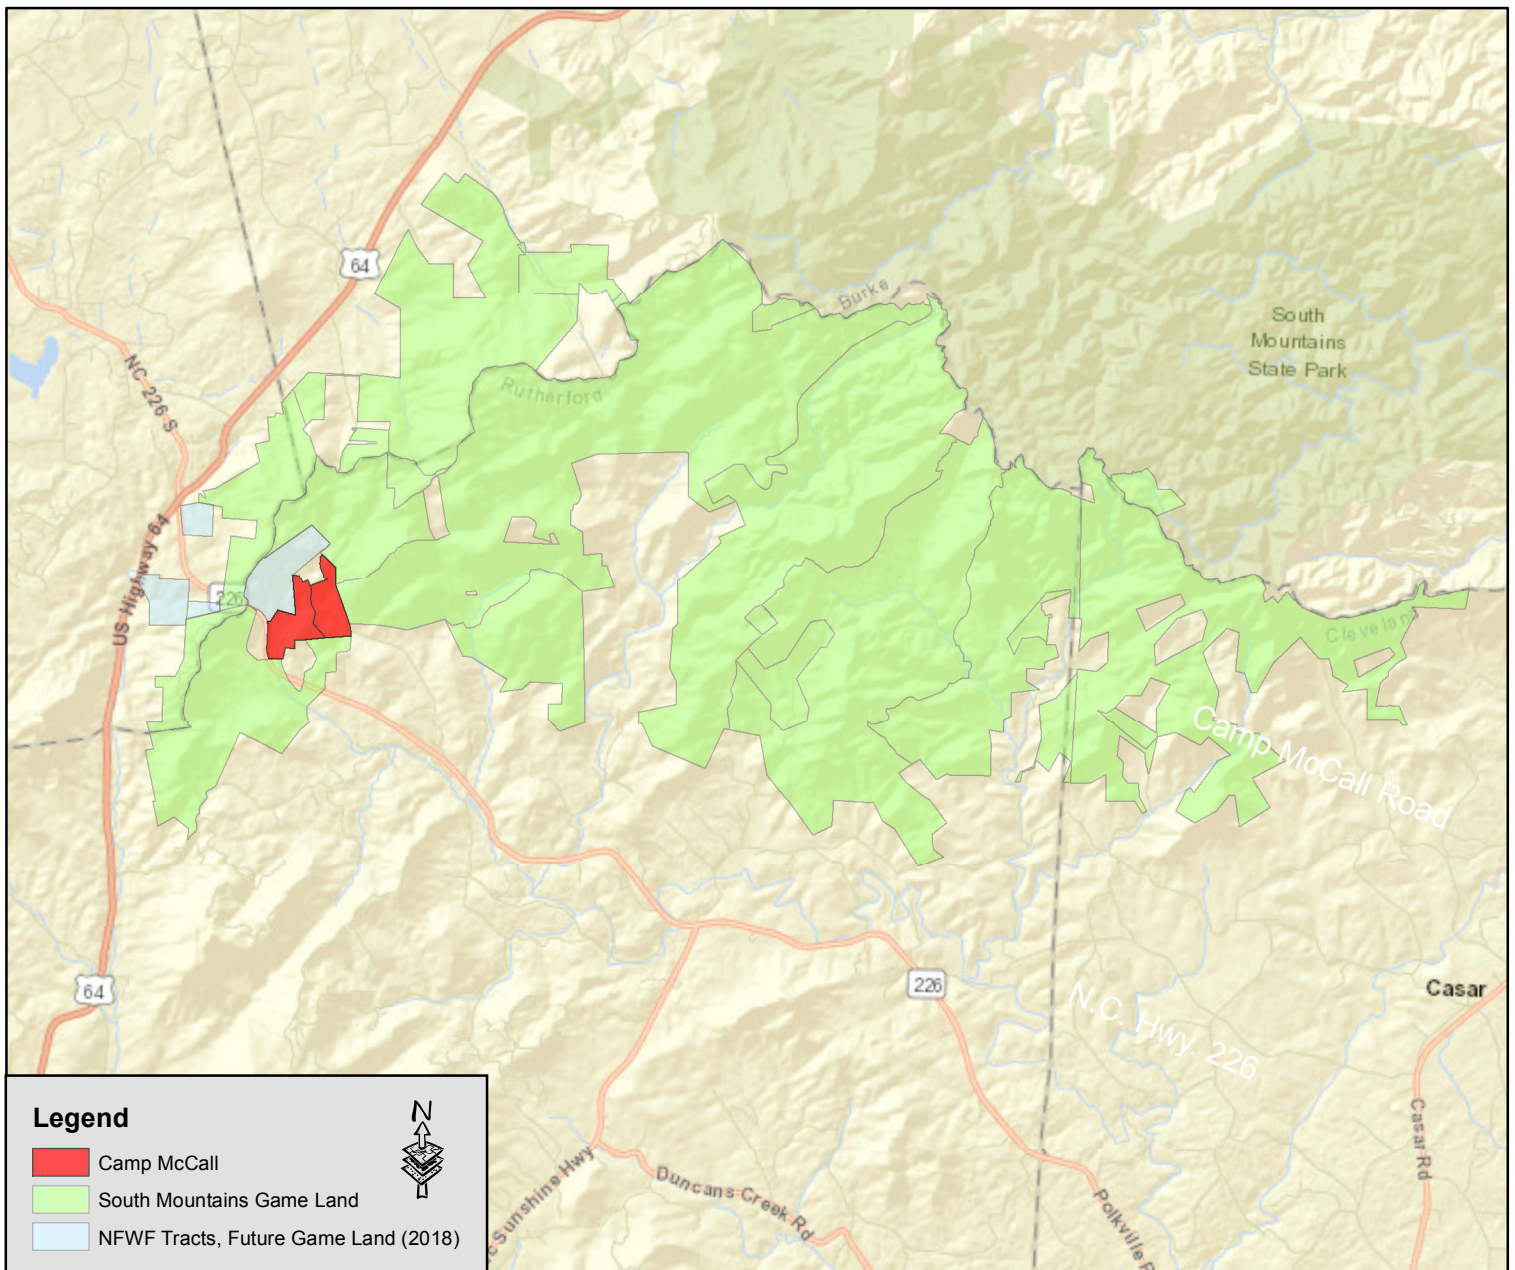 64
Burke
South
Mountains
State Park
NC 226 S
Rutherford
US Highway 64
226
Cleveland
Camp McCall Road
64
226
Casar
N.C. Hwy. 226
Legend
N
Camp McCall
South Mountains Game Land
NFWF Tracts, Future Game Land (2018)
Sunshine Hwy
Duncans Creek Rd
Polkville
Casar Rd